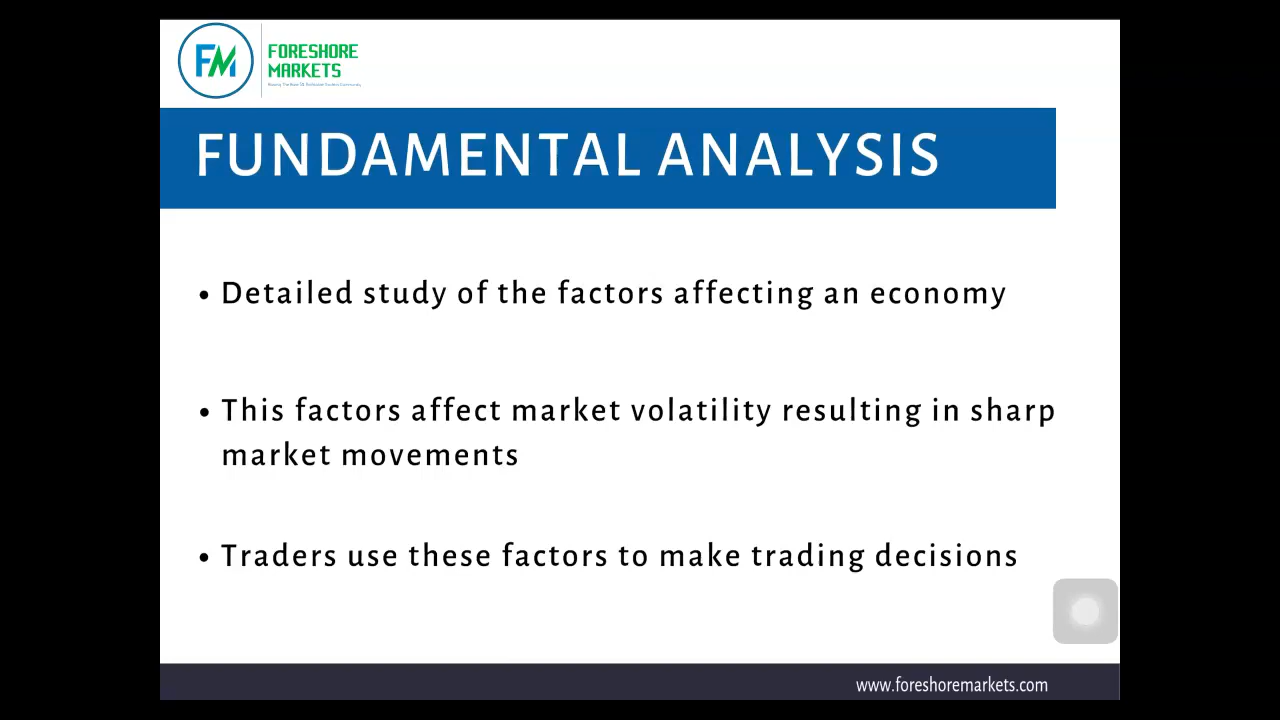 FM
FORESHORE
MARKETS
FUNDAMENTAL ANALYSIS
• Detailed study of the factors affecting an economy
• This factors affect market volatility resulting in sharp
market movements
• Traders use these factors to make trading decisions
www.foreshoremarkets.com